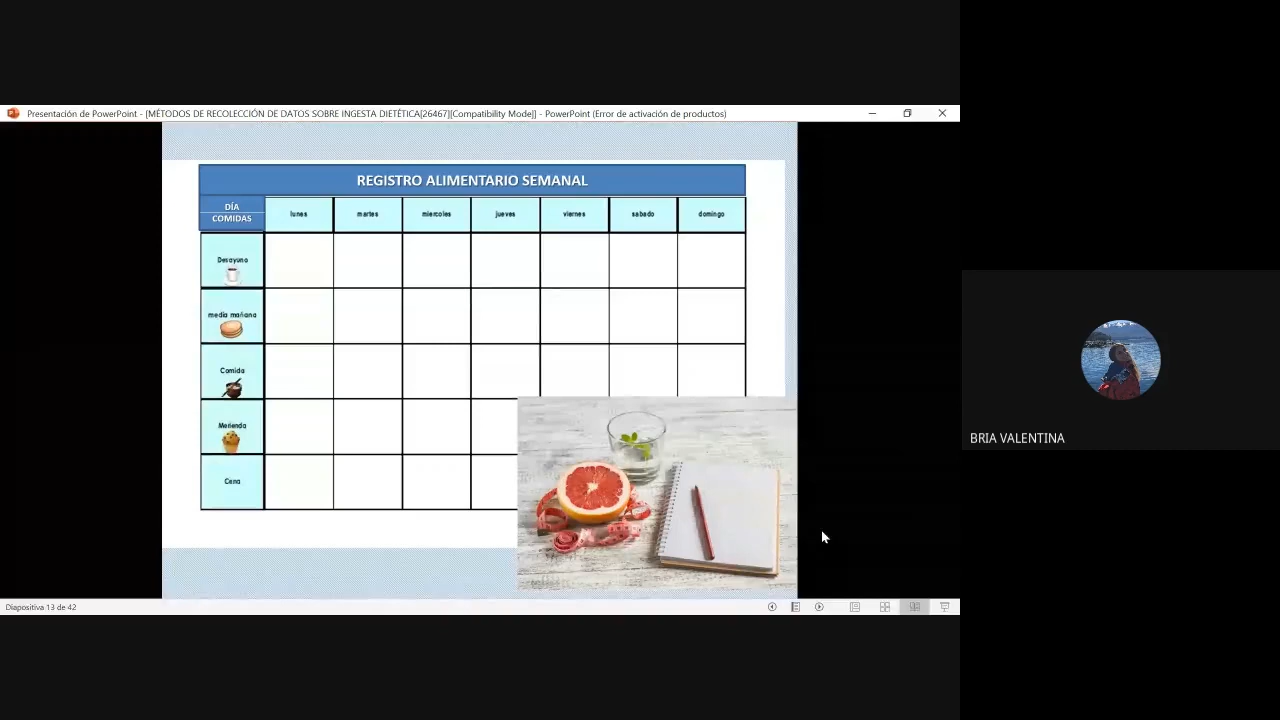 Presentación de PowerPoint - [MÉTODOS DE RECOLECCIÓN DE DATOS SOBRE INGESTA DIETÉTICA[26467][Compatibility Mode]] - PowerPoint (Error de activación de productos)
REGISTRO ALIMENTARIO SEMANAL
DÍA
COMIDAS
lunes martes miercoles jueves viernes sabado domingo
Desayuno
media mañana
Comida
Merienda
Cena
BRIA VALENTINA
Diapositiva 13 de 42